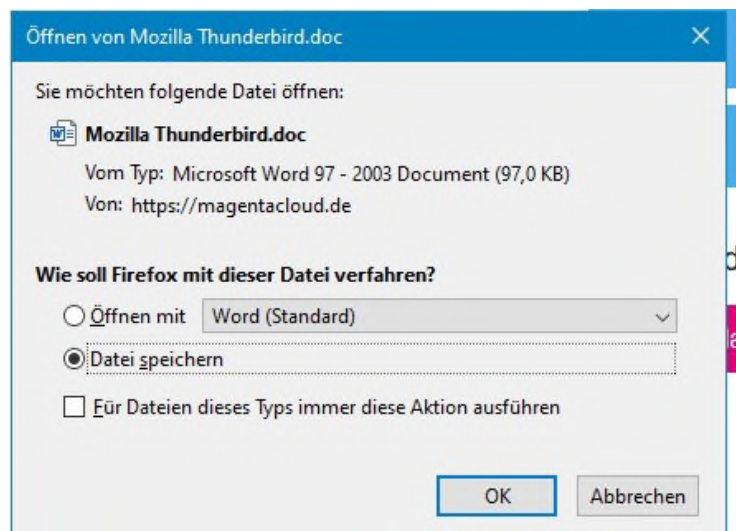 Öffnen von Mozilla Thunderbird.doc
Sie möchten folgende Datei öffnen:
Mozilla Thunderbird.doc
Vom Typ: Microsoft Word 97 - 2003 Document (97,0 KB)
Von: https://magentacloud.de
Wie soll Firefox mit dieser Datei verfahren?
Öffnen mit Word (Standard)
Datei speichern
Für Dateien dieses Typs immer diese Aktion ausführen
OK Abbrechen